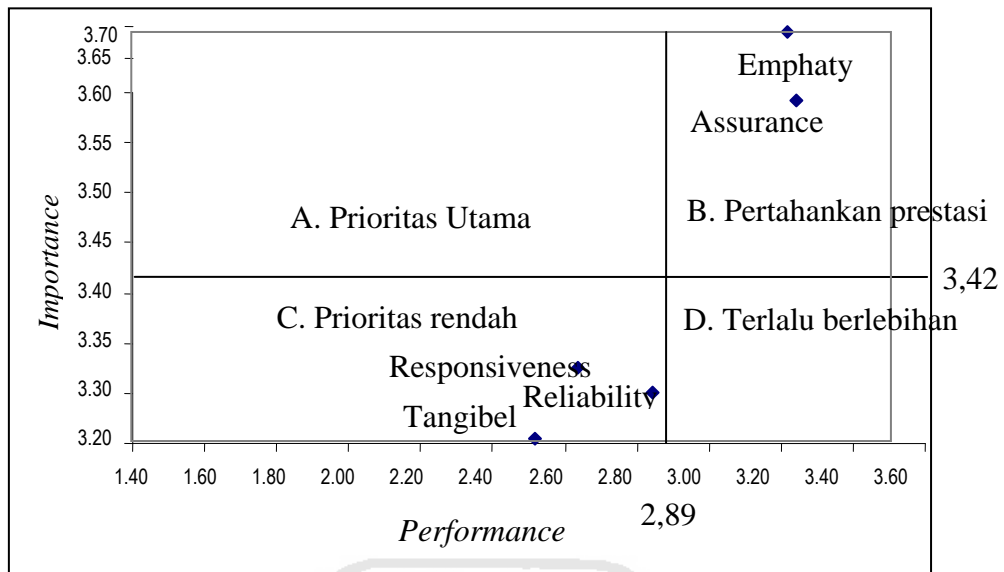 3.70
3.65
Emphaty
3.60
Assurance
3.55
3.50
A. Prioritas Utama
B. Pertahankan prestasi
3.45
Importance
3,42
3.40
C. Prioritas rendah
D. Terlalu berlebihan
3.35
Responsiveness
3.30
Reliability
Tangibel
3.20
1.40 1.60 1.80 2.00 2.20 2.40 2.60 2.80 3.00 3.20 3.40 3.60
2,89
Performance